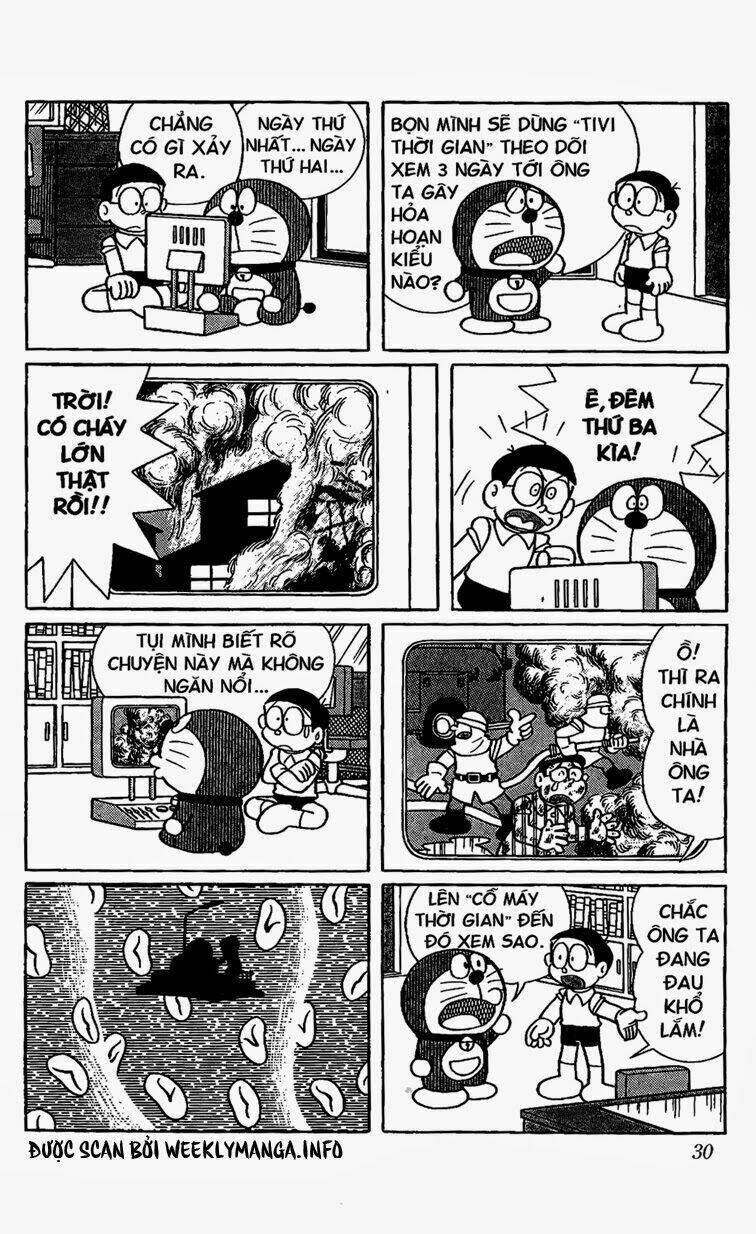 BỌN MÌNH SẼ DÙNG "TIVI
THỜI GIAN" THEO DÕI
XEM 3 NGÀY TỚI ÔNG
TA GÂY
HỎA
HOẠN
KIỂU
NÀO?
NGÀY THỨ
NHẤT... NGÀY
THỨ HAI...
CHẲNG
CÓ GÌ XẢY
RA.
Ê, ĐÊM
THỨ BA
KÌA!
TRỜI!
CÓ CHÁY
LỚN
THẬT
RỒI!!
Ồ!
THÌ RA
CHÍNH
LÀ
NHÀ
ÔNG
TA!
TỤI MÌNH BIẾT RÕ
CHUYỆN NÀY MÀ KHÔNG
NGĂN NỔI...
CHẮC
ÔNG TA
ĐANG
ĐAU
KHỔ
LẮM!
LÊN "CỖ MÁY
THỜI GIAN" ĐẾN
ĐÓ XEM SAO.
ĐƯỢC SCAN BỞI WEEKLYMANGA.INFO
30